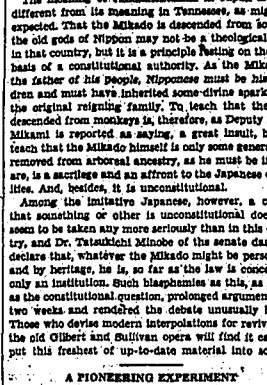 different from its meaning in Tennessee, as mig
expected. That the Mikado is descended from so
the old gods of Nippon may not be a theological
in that country, but it is a principle resting on th
basis of a constitutional authority. As the Mik
the father of his people, Nipponese must be his
dren and must have inherited some divine spark
the original reigning family. To teach that the
descended from monkeys is, therefore, as Deputy
Mikami is reported as saying, a great insult, b
teach that the Mikado himself is only some gener
removed from arboreal ancestry, as he must be i
are, is a sacrilege and an affront to the Japanese
ities. And, besides, it is unconstitutional.
Among the imitative Japanese, however, a c
that something or other is unconstitutional doe
seem to be taken any more seriously than in this
try, and Dr. Tatsukichi Minobe of the senate da
declare that, whatever the Mikado might be pers
and by heritage, he is, so far as the law is conc
only an institution. Such blasphemies as this, as
as the constitutional question, prolonged argumen
two weeks and rendered the debate unusually
Those who devise modern interpolations for reviv
the old Gilbert and Sullivan opera will find it ea
put this freshest of up-to-date material into sc
A PIONEERING EXPERIMENT